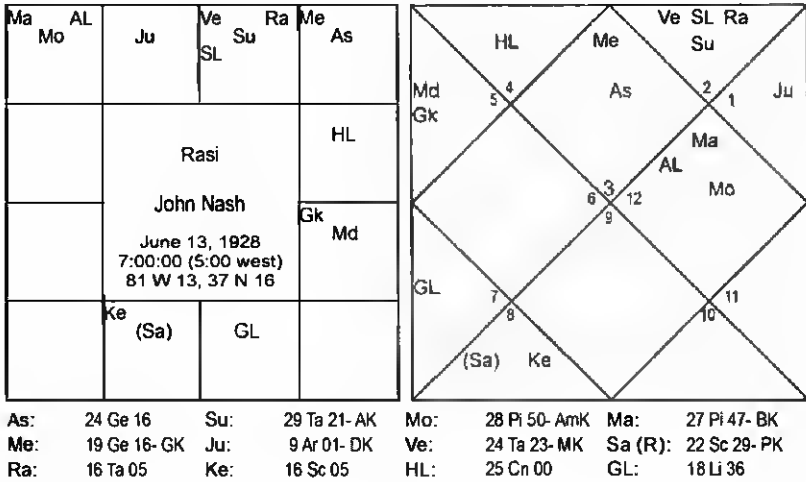 Ma AL Ve Ra Me
Mo Ju Su As
SL
HL
Rasi
John Nash
Gk
Md
June 13, 1928
7:00:00 (5:00 west)
81 W 13, 37 N 16
Ke
(Sa) GL
Ve SL Ra
HL Me Su
Md 4 As 2 Ju
5 1
Gk
Ma
AL
3 Mo
6 12
9
GL 7 11
8 10
(Sa) Ke
As: 24 Ge 16 Su: 29 Ta 21- AK Mo: 28 Pi 50- AmK Ma: 27 Pi 47- BK
Me: 19 Ge 16- GK Ju: 9 Ar 01- DK Ve: 24 Ta 23- MK Sa (R): 22 Sc 29- PK
Ra: 16 Ta 05 Ke: 16 Sc 05 HL: 25 Cn 00 GL: 18 Li 36